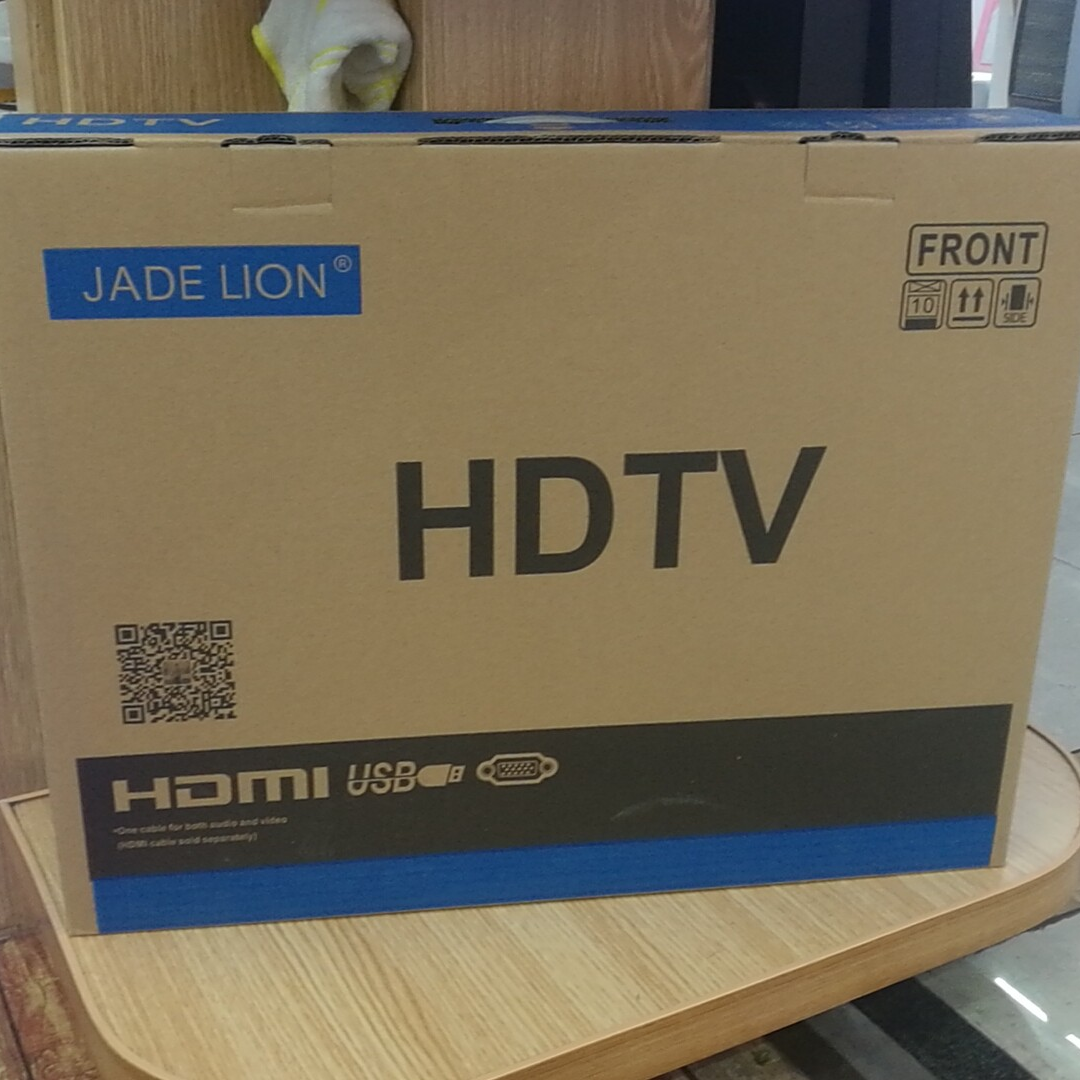 HDTV
JADE LION®
FRONT
10
SIDE
HDTV
HDMI USB
•One cable for both audio and video
(HDMI cable sold separately)